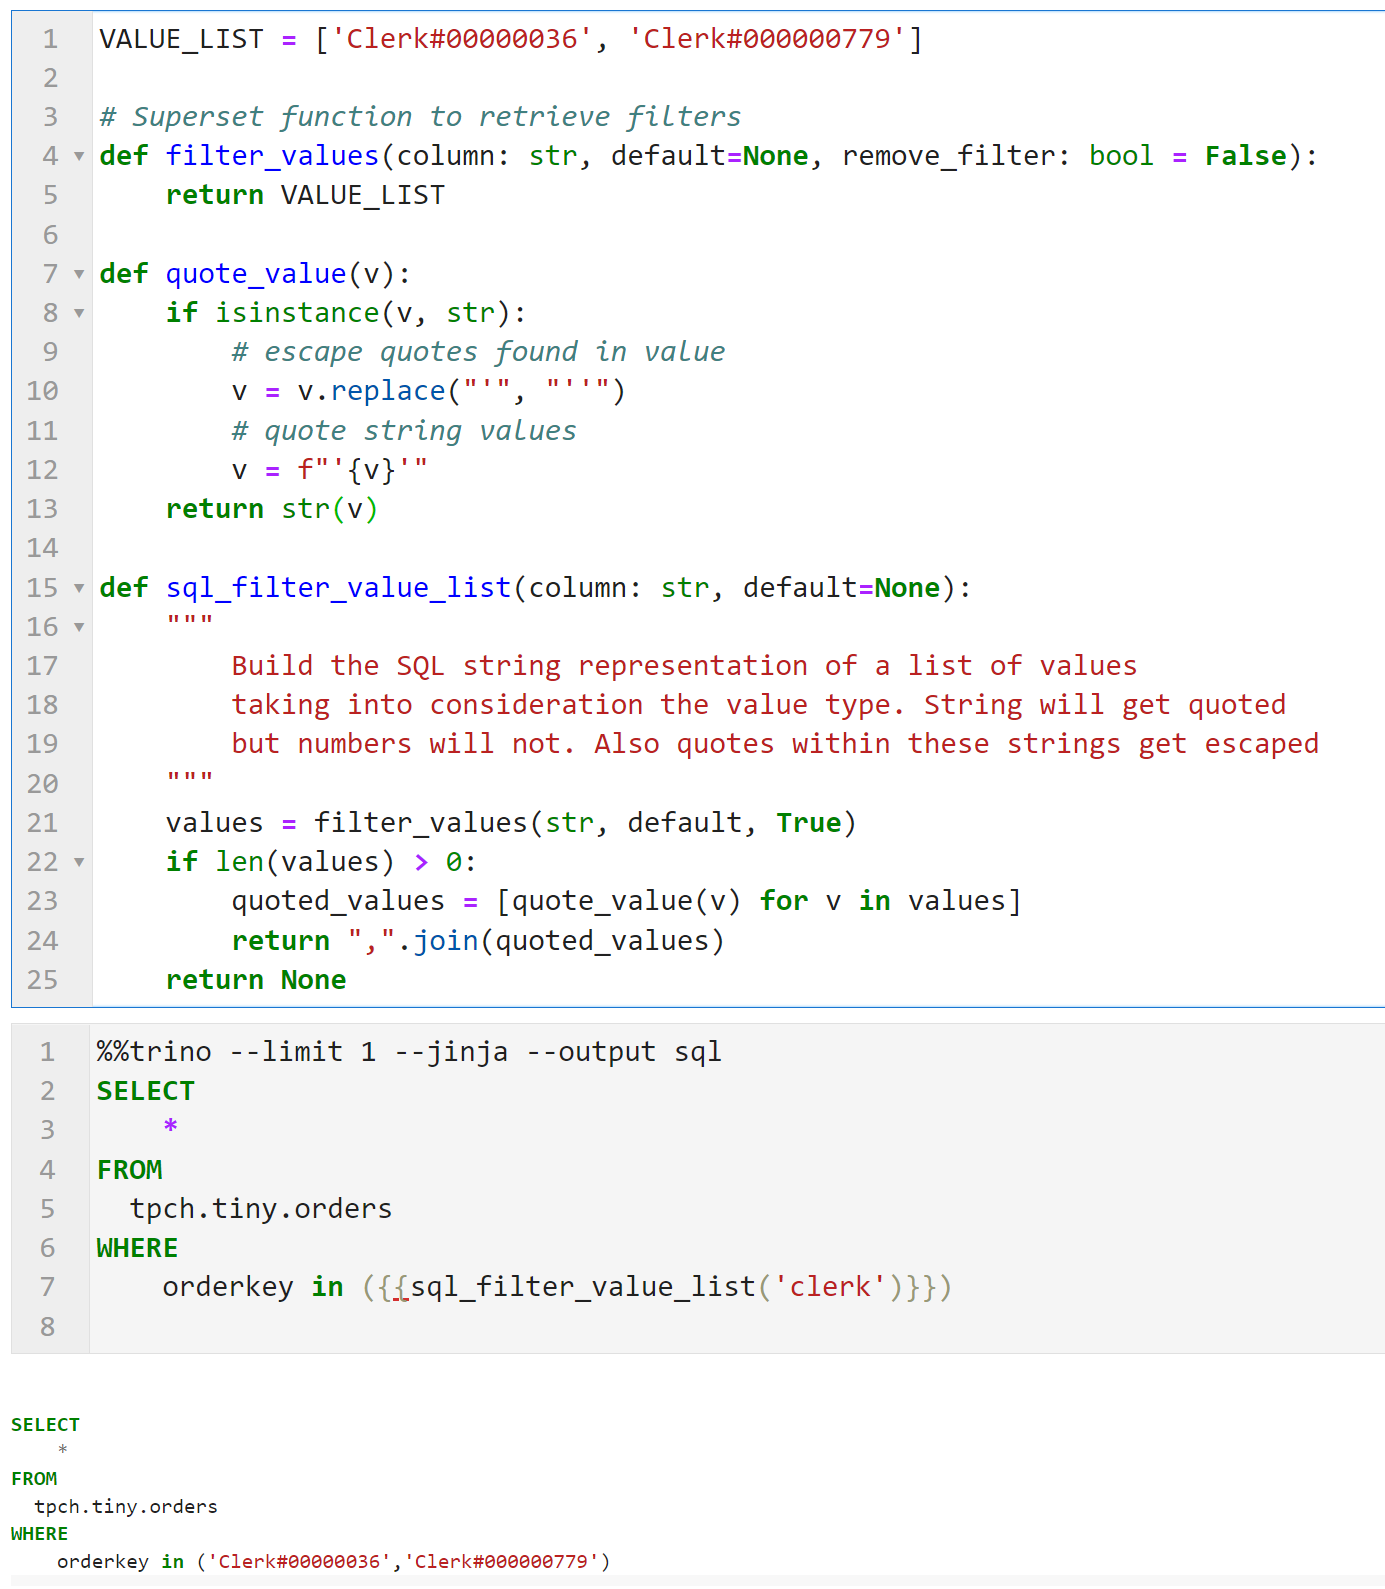 1 VALUE_LIST = ['Clerk#00000036', 'Clerk#000000779']
2
3 # Superset function to retrieve filters
4 def filter_values(column: str, default=None, remove_filter: bool = False):
5     return VALUE_LIST
6
7 def quote_value(v):
8     if isinstance(v, str):
9         # escape quotes found in value
10         v = v.replace("'", "''")
11         # quote string values
12         v = f"'{v}'"
13     return str(v)
14
15 def sql_filter_value_list(column: str, default=None):
16     """
17         Build the SQL string representation of a list of values
18         taking into consideration the value type. String will get quoted
19         but numbers will not. Also quotes within these strings get escaped
20     """
21     values = filter_values(str, default, True)
22     if len(values) > 0:
23         quoted_values = [quote_value(v) for v in values]
24         return ",".join(quoted_values)
25     return None
1 %%trino --limit 1 --jinja --output sql
2 SELECT
3     *
4 FROM
5   tpch.tiny.orders
6 WHERE
7     orderkey in ({{sql_filter_value_list('clerk')}})
8
SELECT
    *
FROM
  tpch.tiny.orders
WHERE
    orderkey in ('Clerk#00000036','Clerk#000000779')